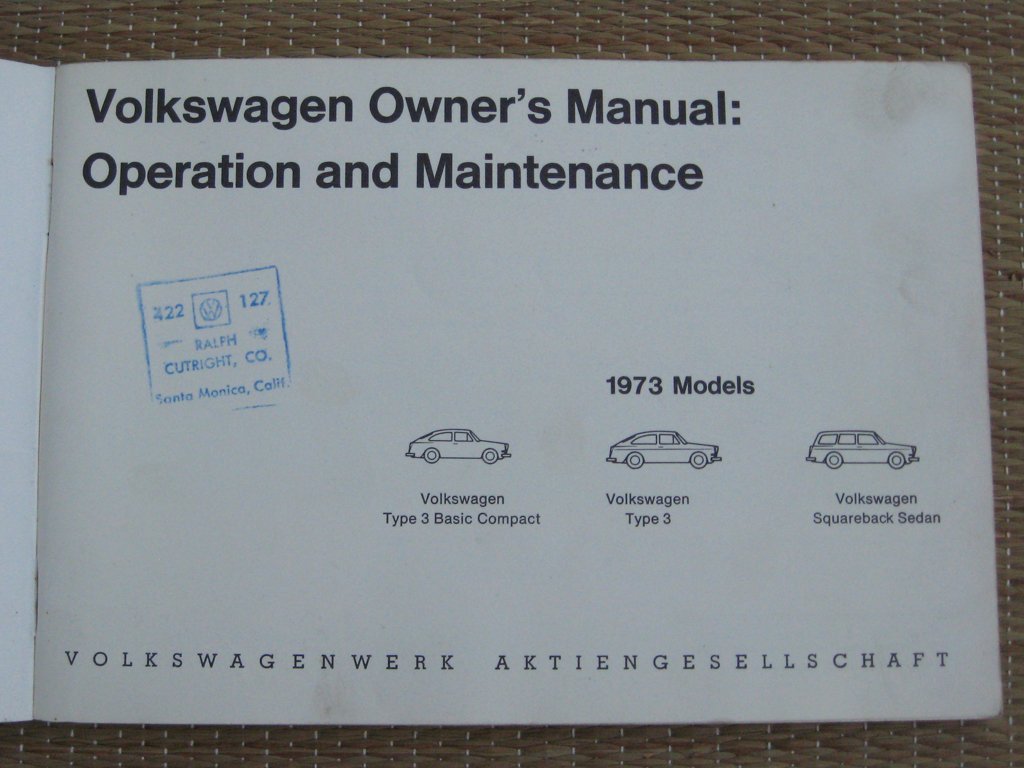 Volkswagen Owner's Manual:
Operation and Maintenance
422 127
RALPH
CUTRIGHT, CO.
Santa Monica, Calif.
1973 Models
Volkswagen
Type 3 Basic Compact
Volkswagen
Type 3
Volkswagen
Squareback Sedan
VOLKSWAGENWERK AKTIENGESELLSCHAFT